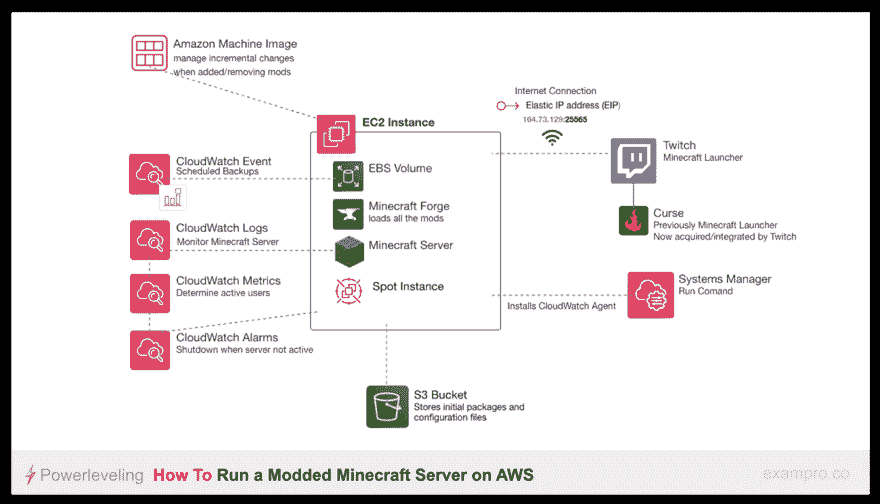 Amazon Machine Image
manage incremental changes
when added/removing mods
Internet Connection
Elastic IP address (EIP)
164.73.129:25565
EC2 Instance
Twitch
Minecraft Launcher
CloudWatch Event
Scheduled Backups
EBS Volume
Minecraft Forge
loads all the mods
Curse
Previously Minecraft Launcher
Now acquired/integrated by Twitch
CloudWatch Logs
Monitor Minecraft Server
Minecraft Server
CloudWatch Metrics
Determine active users
Spot Instance
Systems Manager
Run Comand
Installs CloudWatch Agent
CloudWatch Alarms
Shutdown when server not active
S3 Bucket
Stores initial packages and
configuration files
Powerleveling How To Run a Modded Minecraft Server on AWS
exampro.co